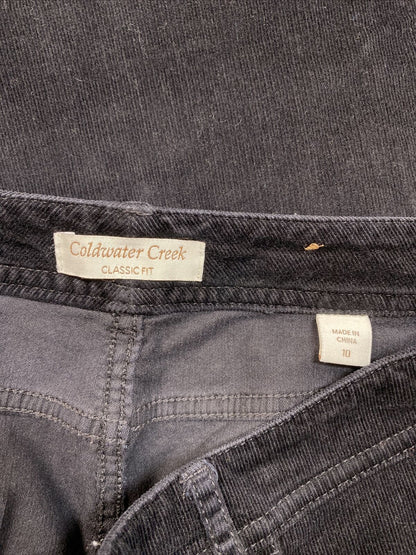 Coldwater Creek
CLASSIC FIT
MADE IN
CHINA
10